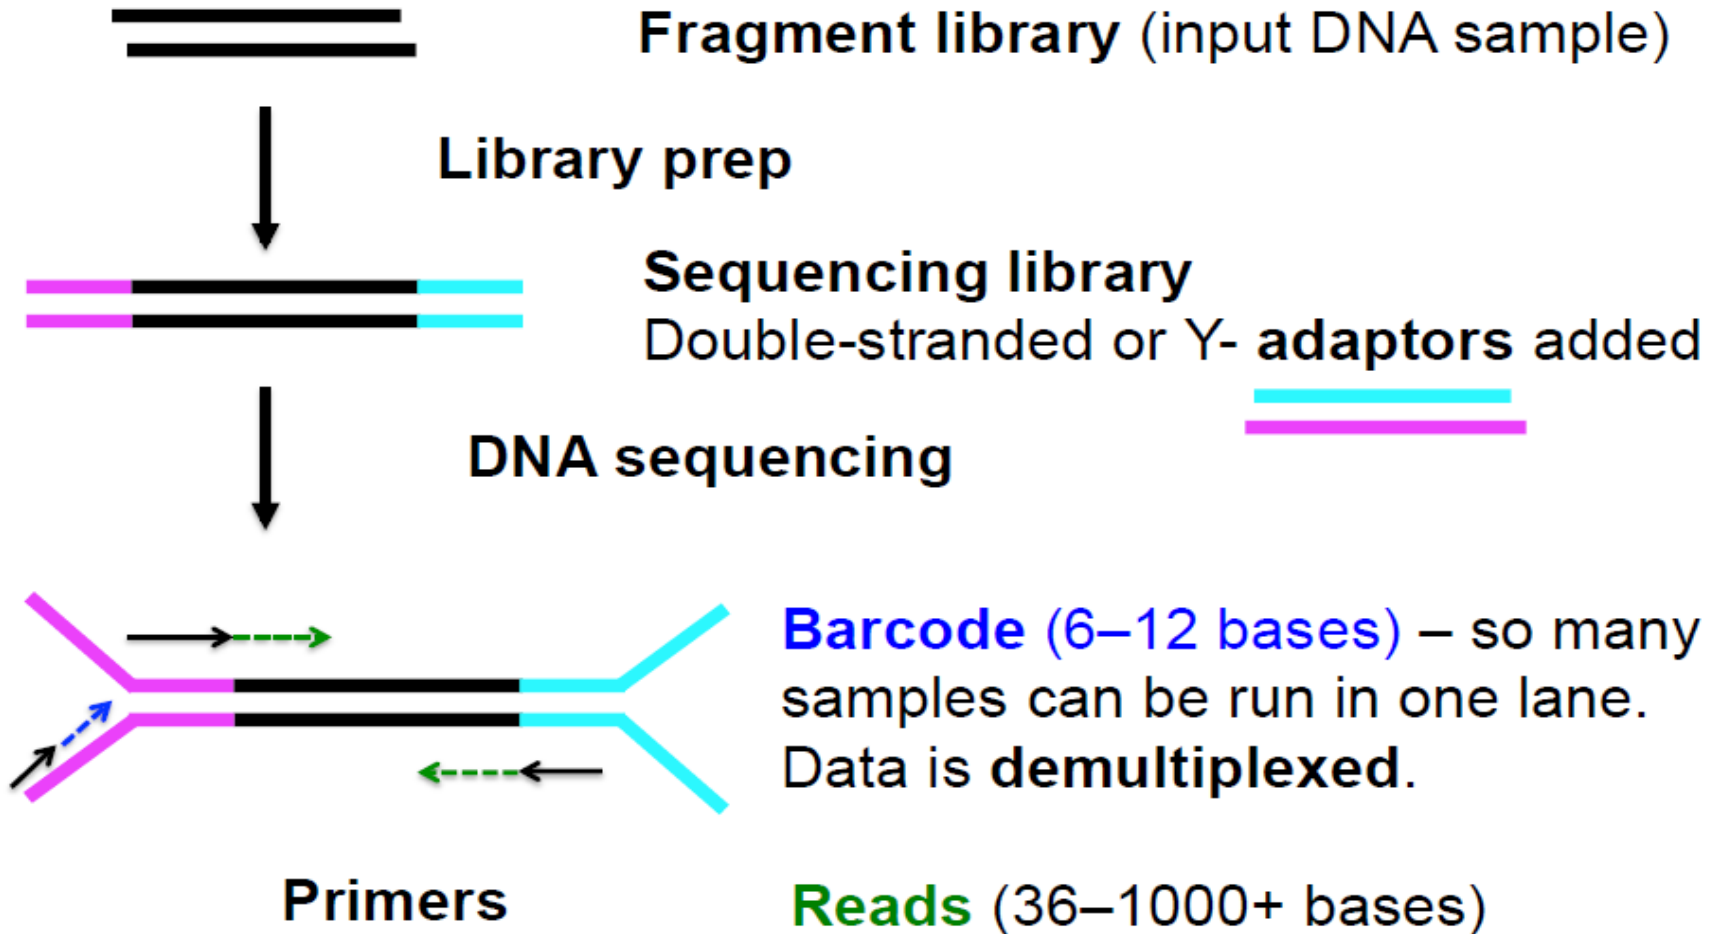 Fragment library (input DNA sample)
Library prep
Sequencing library
Double-stranded or Y- adaptors added
DNA sequencing
Barcode (6–12 bases) – so many
samples can be run in one lane.
Data is demultiplexed.
Primers
Reads (36–1000+ bases)